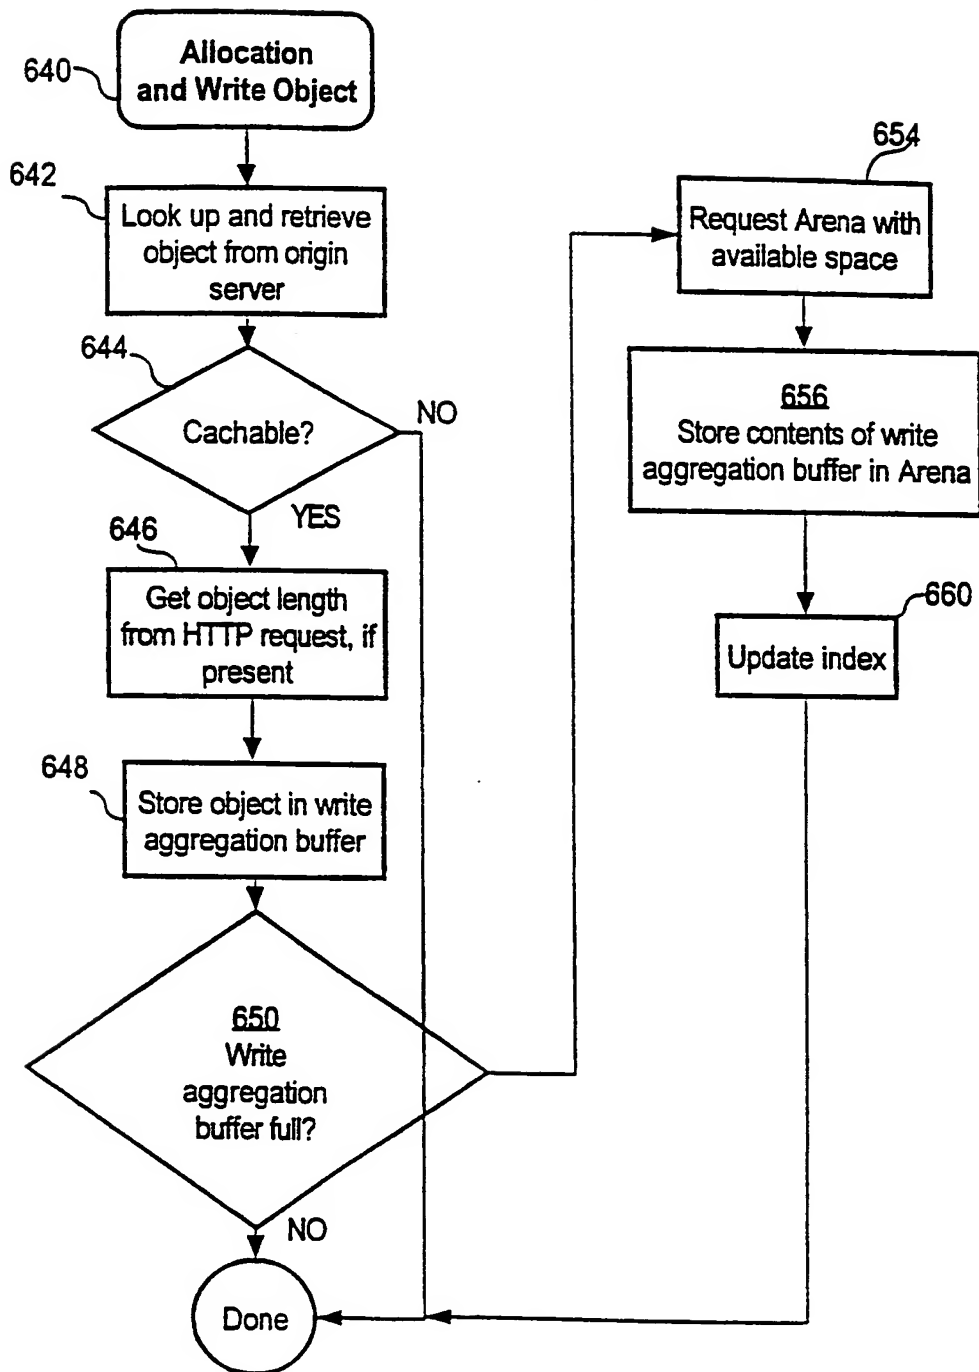 640
Allocation
and Write Object
642
Look up and retrieve
object from origin
server
644
Cachable?
NO
YES
646
Get object length
from HTTP request, if
present
648
Store object in write
aggregation buffer
650
Write
aggregation
buffer full?
NO
Done
654
Request Arena with
available space
656
Store contents of write
aggregation buffer in Arena
660
Update index